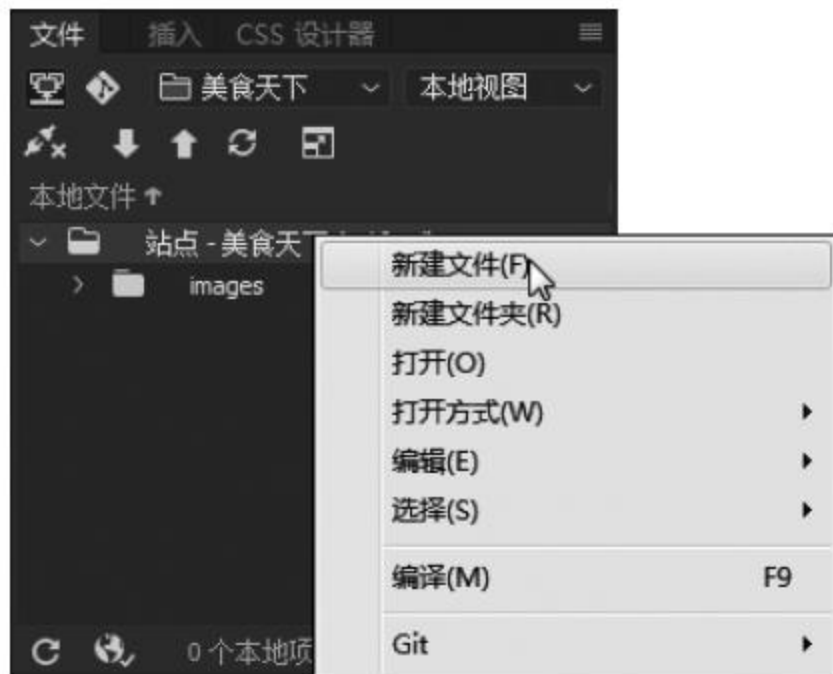 文件 插入 CSS 设计器
美食天下 本地视图
本地文件
站点 - 美食天
images
新建文件(F)
新建文件夹(R)
打开(O)
打开方式(W)
编辑(E)
选择(S)
编译(M) F9
Git
0 个本地项